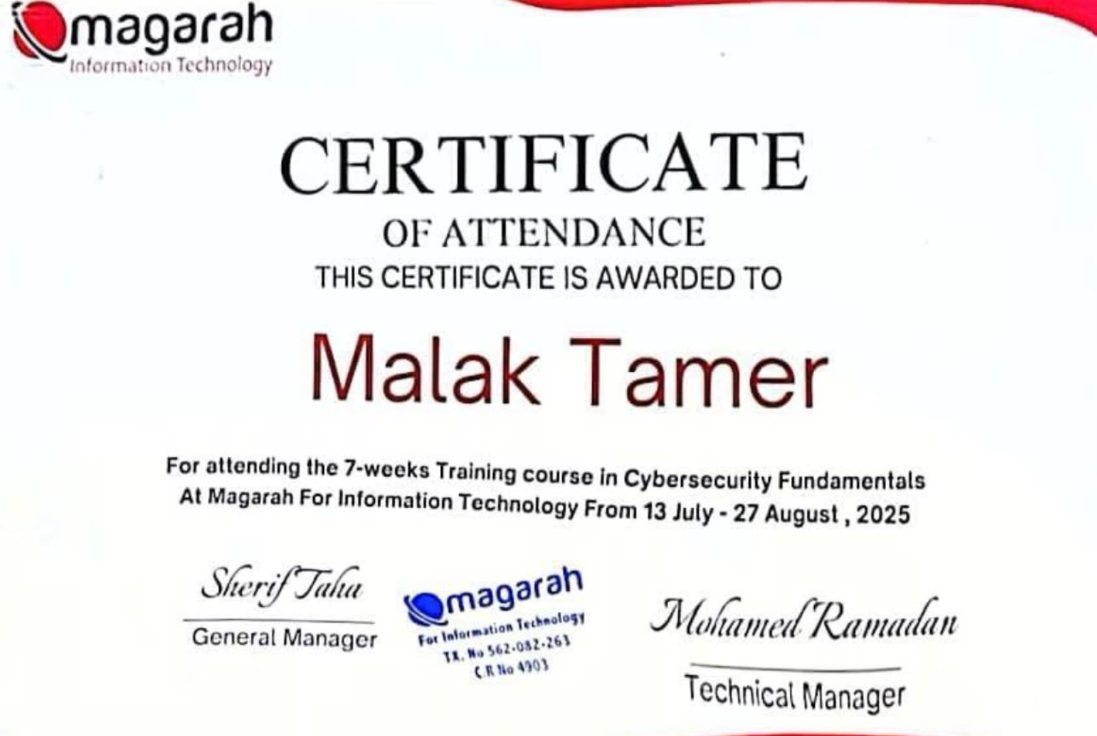 magarah
Information Technology
CERTIFICATE
OF ATTENDANCE
THIS CERTIFICATE IS AWARDED TO
Malak Tamer
For attending the 7-weeks Training course in Cybersecurity Fundamentals
At Magarah For Information Technology From 13 July - 27 August , 2025
Sherif Taha
General Manager
magarah
For Information Technology
TX. No 562-082-263
C.R No 4903
Mohamed Ramadan
Technical Manager